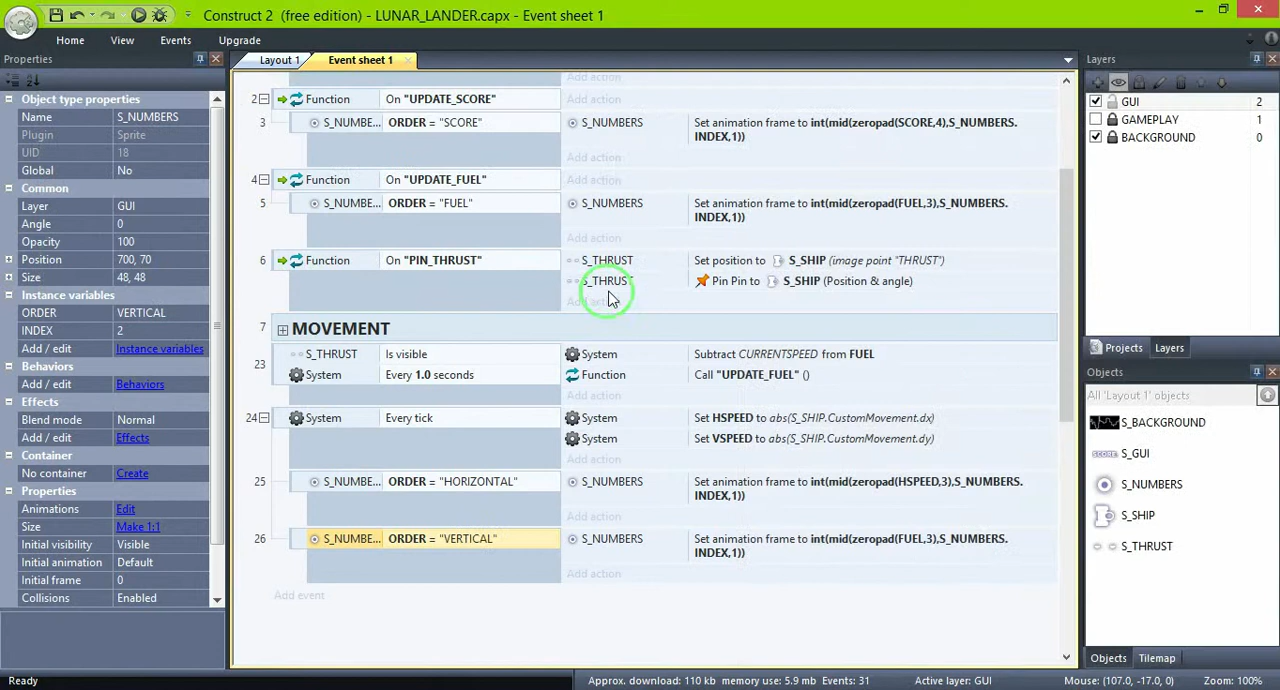 Construct 2 (free edition) - LUNAR_LANDER.capx - Event sheet 1
Home View Events Upgrade
Properties
Object type properties
Name S_NUMBERS
Plugin Sprite
UID 18
Global No
Common
Layer GUI
Angle 0
Opacity 100
Position 700, 70
Size 48, 48
Instance variables
ORDER VERTICAL
INDEX 2
Add / edit Instance variables
Behaviors
Add / edit Behaviors
Effects
Blend mode Normal
Add / edit Effects
Container
No container Create
Properties
Animations Edit
Size Make 1:1
Initial visibility Visible
Initial animation Default
Initial frame 0
Collisions Enabled
Layout 1 Event sheet 1
Add action
2 Function On "UPDATE_SCORE" Add action
3 S_NUMBE... ORDER = "SCORE" S_NUMBERS Set animation frame to int(mid(zeropad(SCORE,4),S_NUMBERS.
INDEX,1))
Add action
4 Function On "UPDATE_FUEL" Add action
5 S_NUMBE... ORDER = "FUEL" S_NUMBERS Set animation frame to int(mid(zeropad(FUEL,3),S_NUMBERS.
INDEX,1))
Add action
6 Function On "PIN_THRUST" S_THRUST Set position to S_SHIP (image point "THRUST")
S_THRUST Pin Pin to S_SHIP (Position & angle)
Add action
7 MOVEMENT
23 S_THRUST Is visible System Subtract CURRENTSPEED from FUEL
System Every 1.0 seconds Function Call "UPDATE_FUEL" ()
Add action
24 System Every tick System Set HSPEED to abs(S_SHIP.CustomMovement.dx)
System Set VSPEED to abs(S_SHIP.CustomMovement.dy)
Add action
25 S_NUMBE... ORDER = "HORIZONTAL" S_NUMBERS Set animation frame to int(mid(zeropad(HSPEED,3),S_NUMBERS.
INDEX,1))
Add action
26 S_NUMBE... ORDER = "VERTICAL" S_NUMBERS Set animation frame to int(mid(zeropad(FUEL,3),S_NUMBERS.
INDEX,1))
Add action
Add event
Layers
GUI 2
GAMEPLAY 1
BACKGROUND 0
Projects Layers
Objects
All 'Layout 1' objects
S_BACKGROUND
SCORE: S_GUI
S_NUMBERS
S_SHIP
S_THRUST
Objects Tilemap
Ready Approx. download: 110 kb memory use: 5.9 mb Events: 31 Active layer: GUI Mouse: (107.0, -17.0, 0) Zoom: 100%